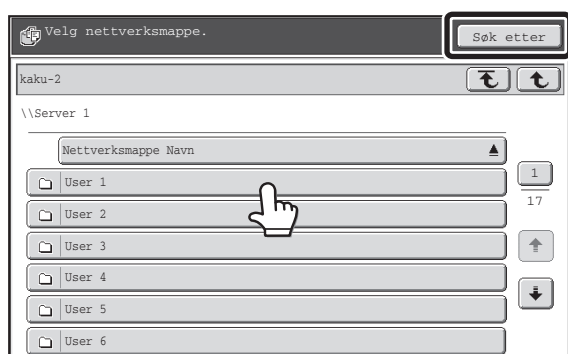 Velg nettverksmappe.
Søk etter
kaku-2
\\Server 1
Nettverksmappe Navn
User 1
User 2
User 3
User 4
User 5
User 6
1
17